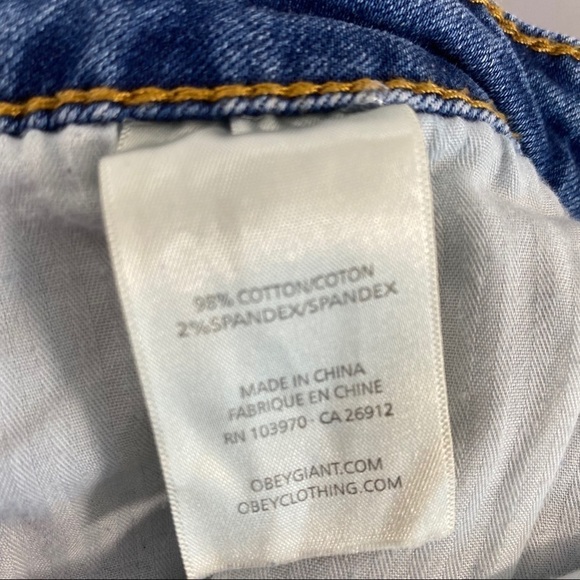 98% COTTON/COTON
2%SPANDEX/SPANDEX
MADE IN CHINA
FABRIQUE EN CHINE
RN 103970 · CA 26912
OBEYGIANT.COM
OBEYCLOTHING.COM